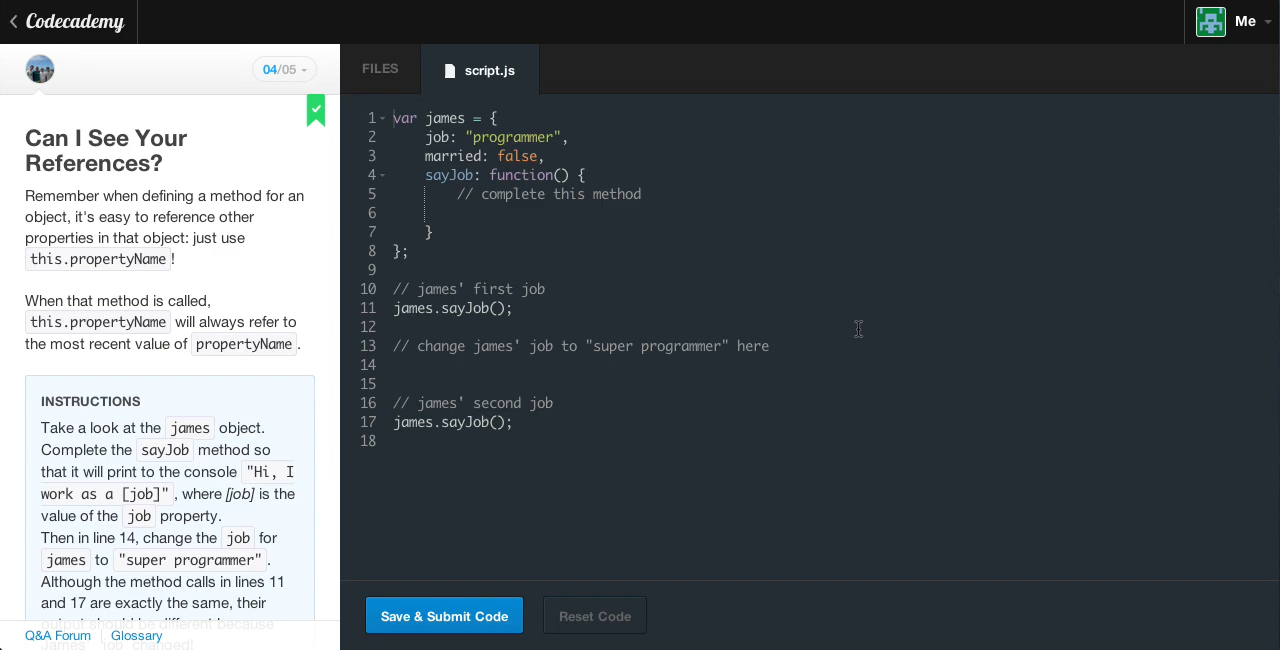 Codecademy
Me
04/05
FILES
script.js
Can I See Your
References?
Remember when defining a method for an
object, it's easy to reference other
properties in that object: just use
this.propertyName!
When that method is called,
this.propertyName will always refer to
the most recent value of propertyName.
INSTRUCTIONS
Take a look at the james object.
Complete the sayJob method so
that it will print to the console "Hi, I
work as a [job]", where [job] is the
value of the job property.
Then in line 14, change the job for
james to "super programmer".
Although the method calls in lines 11
and 17 are exactly the same, their
output should be different because
James' job changed!
Q&A Forum
Glossary
1 var james = {
2 job: "programmer",
3 married: false,
4 sayJob: function() {
5 // complete this method
6
7 }
8 };
9
10 // james' first job
11 james.sayJob();
12
13 // change james' job to "super programmer" here
14
15
16 // james' second job
17 james.sayJob();
18
Save & Submit Code
Reset Code